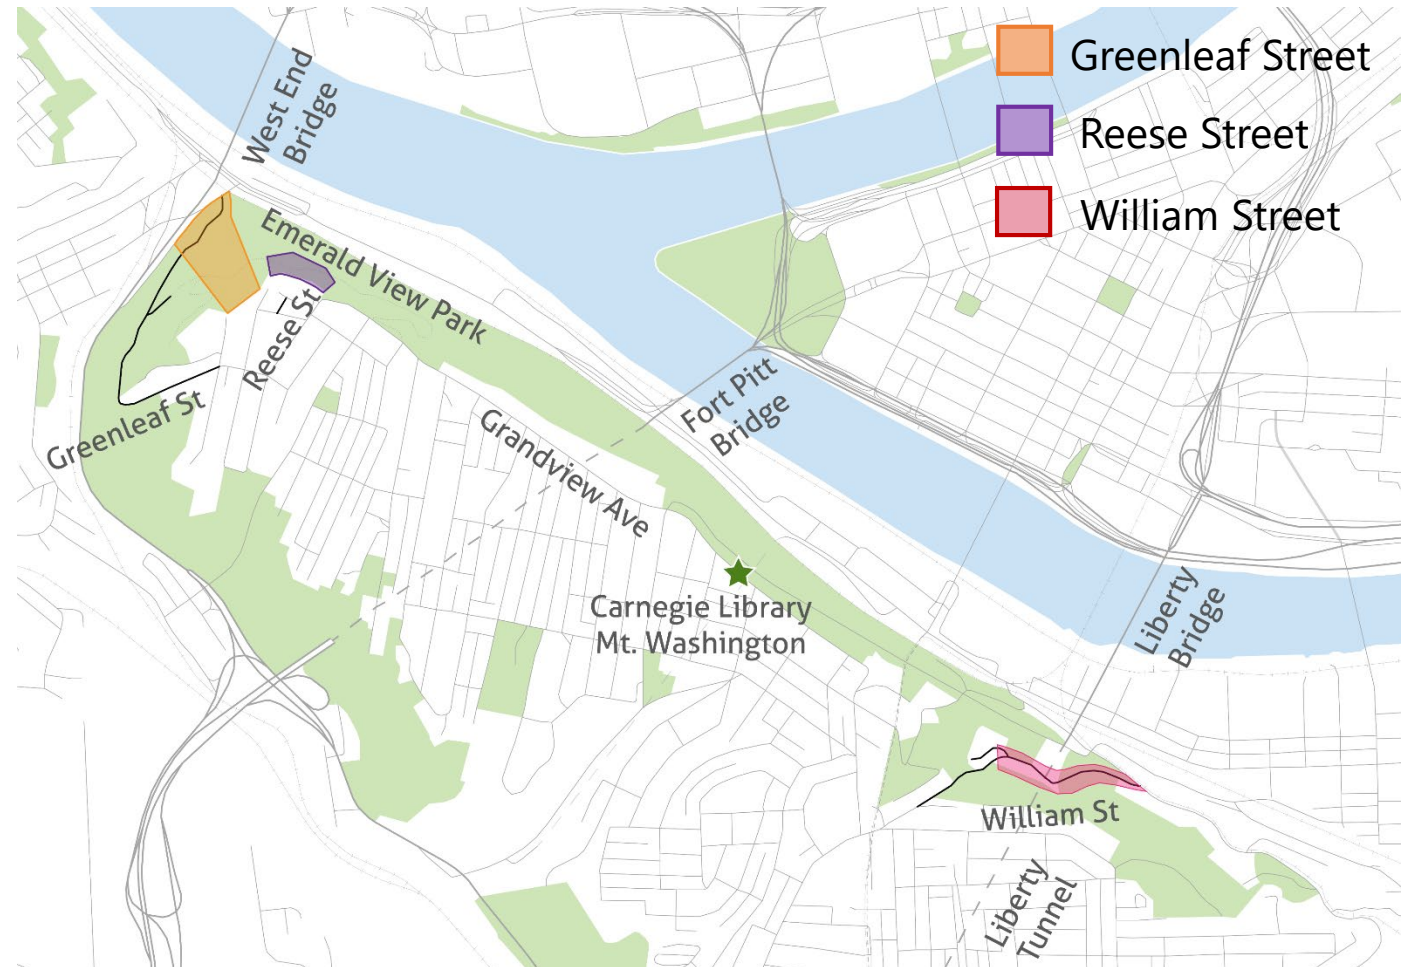 Greenleaf Street
Reese Street
William Street
West End
Bridge
Emerald View Park
Reese St
Greenleaf St
Fort Pitt
Bridge
Grandview Ave
Carnegie Library
Mt. Washington
Liberty
Bridge
William St
Liberty
Tunnel